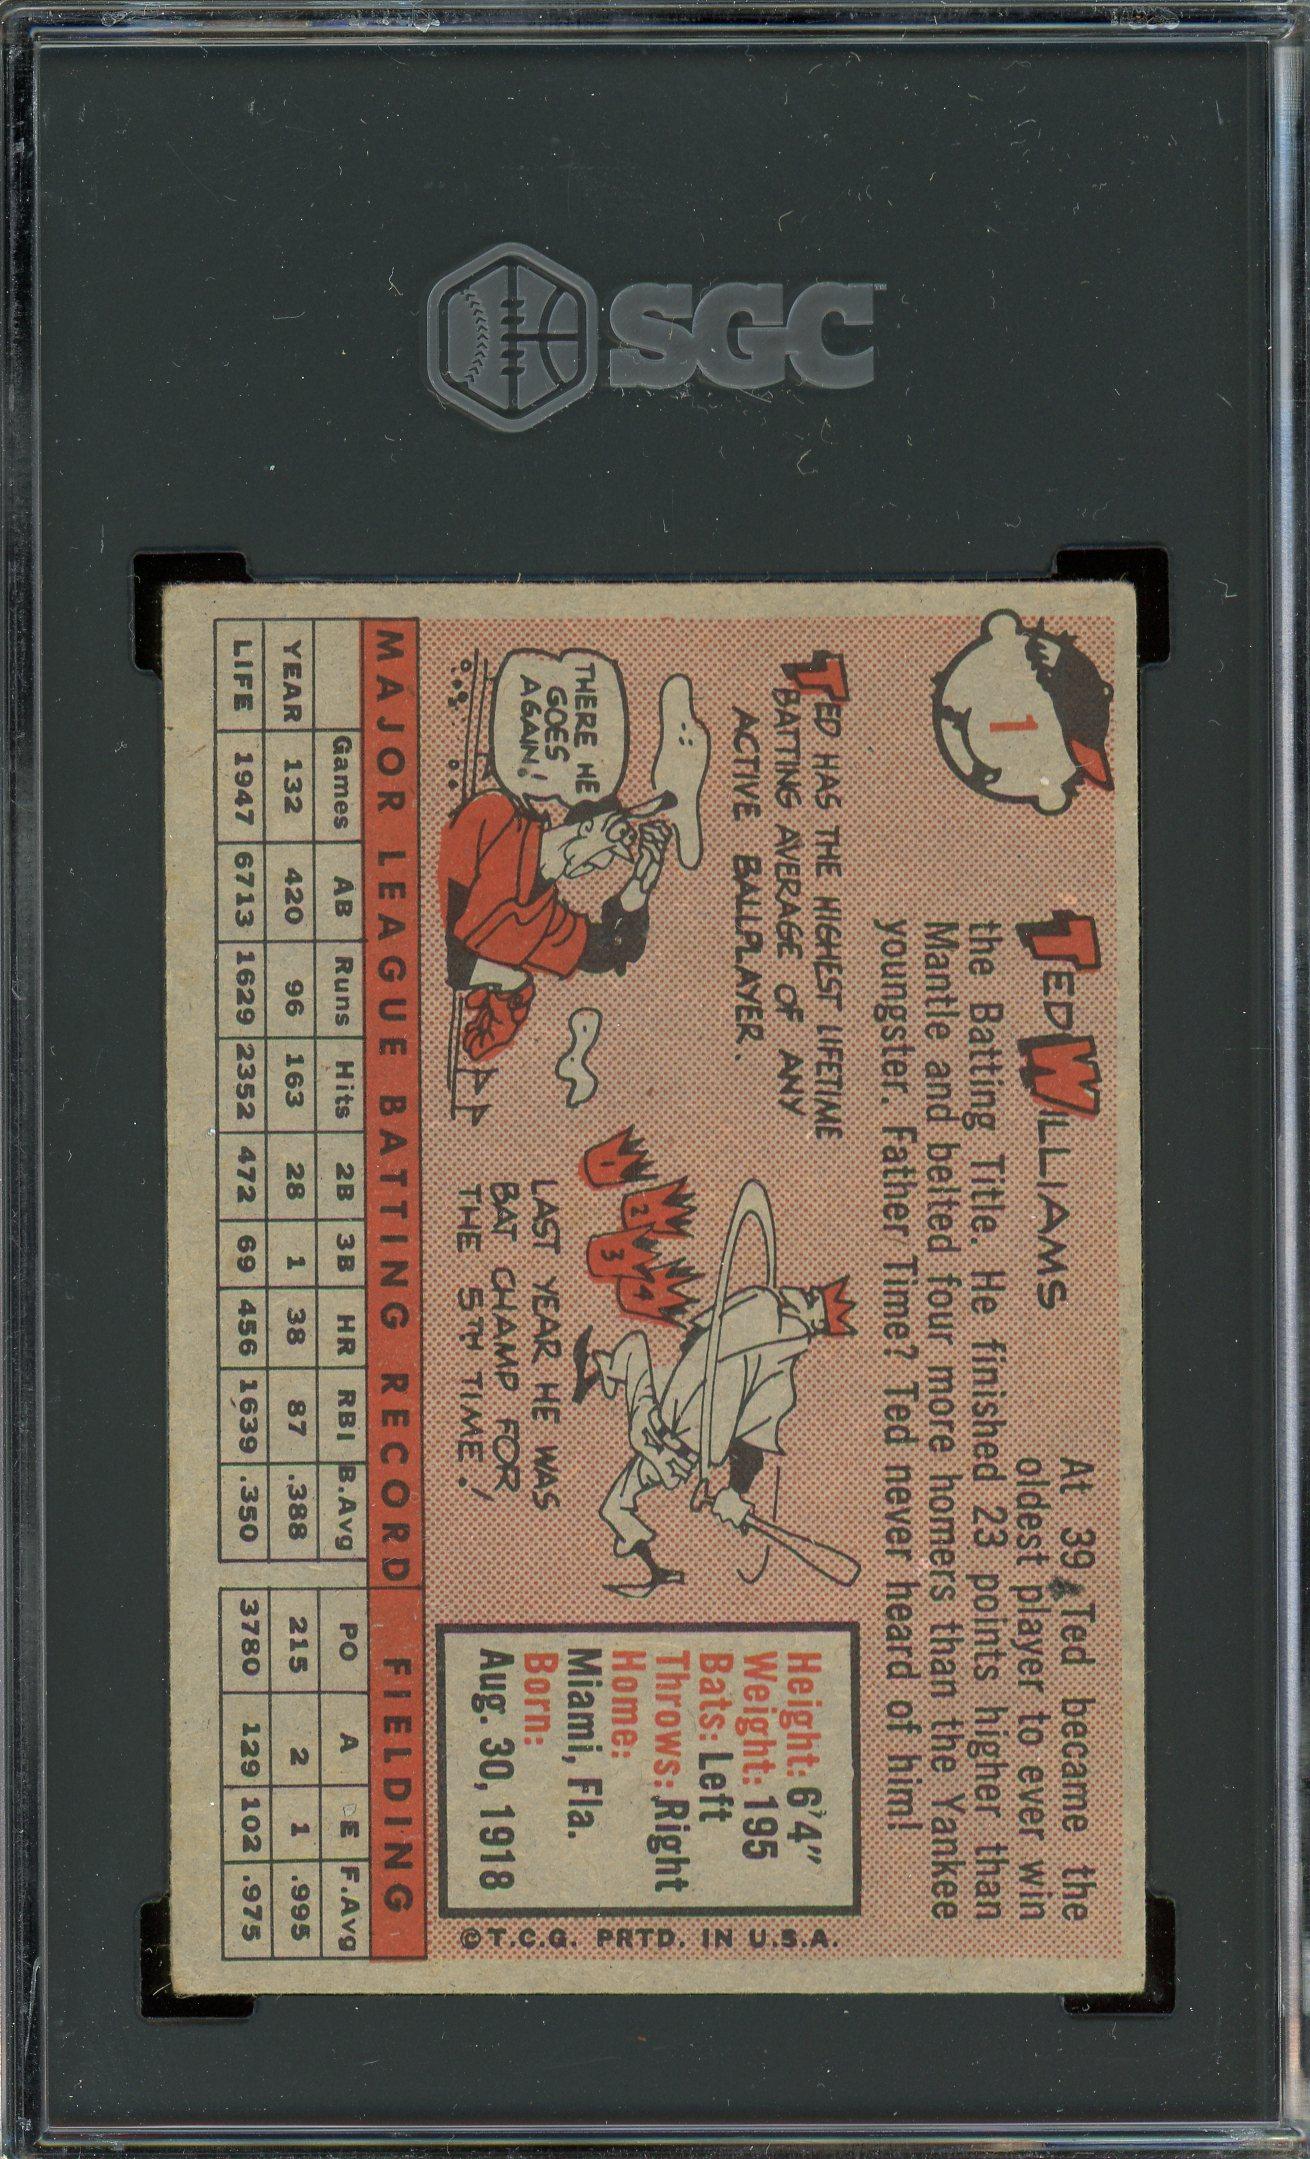 SGC
1
TED WILLIAMS
At 39, Ted became the
oldest player to ever win
the Batting Title. He finished 23 points higher than
Mantle and belted four more homers than the Yankee
youngster. Father Time? Ted never heard of him!
TED HAS THE HIGHEST LIFETIME
BATTING AVERAGE OF ANY
ACTIVE BALLPLAYER.
THERE HE
GOES
AGAIN!
1
2
3
4
LAST YEAR HE WAS
BAT CHAMP FOR
THE 5TH TIME!
Height: 6'4"
Weight: 195
Bats: Left
Throws: Right
Home:
Miami, Fla.
Born:
Aug. 30, 1918
©T.C.G. PRTD. IN U.S.A.
MAJOR LEAGUE BATTING RECORD FIELDING
Games AB Runs Hits 2B 3B HR RBI B.Avg PO A E F.Avg
YEAR 132 420 96 163 28 1 38 87 .388 215 2 1 .995
LIFE 1947 6713 1629 2352 472 69 456 1639 .350 3780 129 102 .975